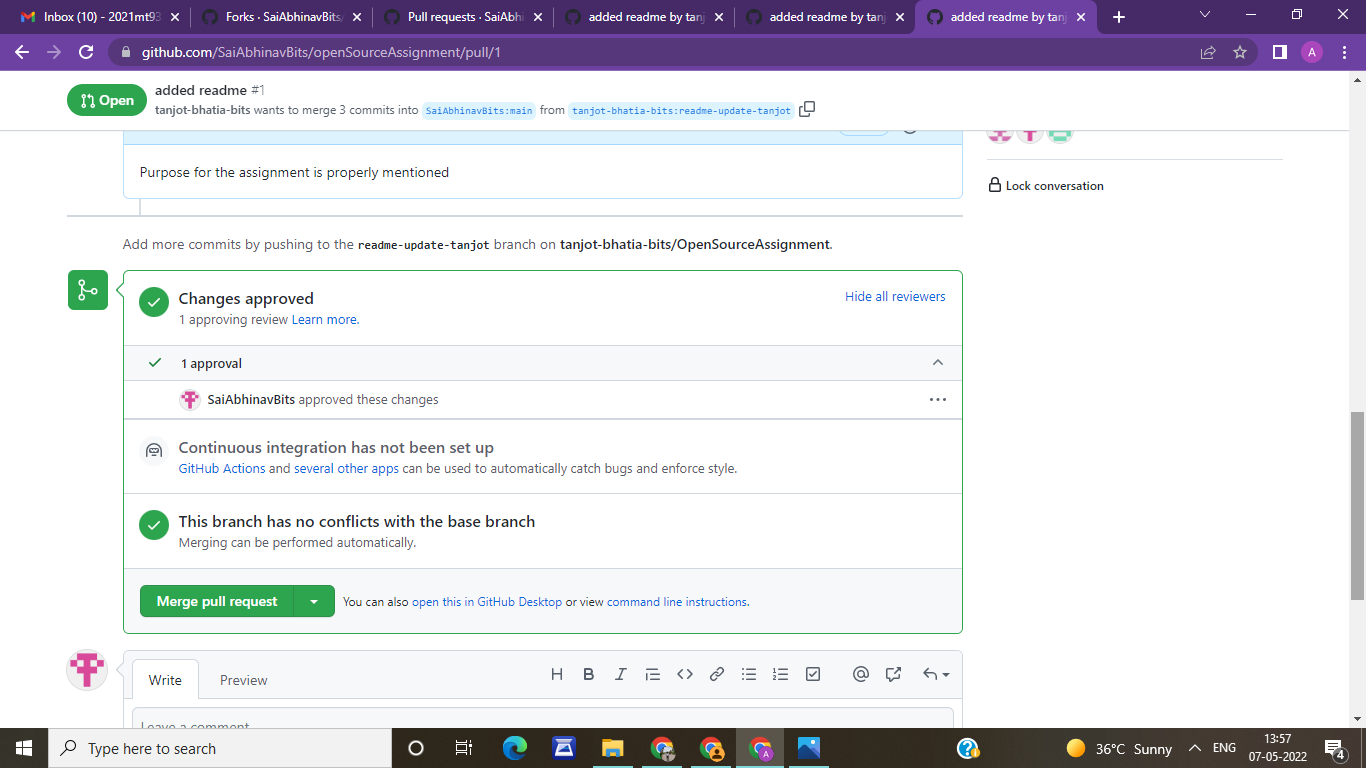 Inbox (10) - 2021mt93
Forks · SaiAbhinavBits/
Pull requests · SaiAbhi
added readme by tanj
added readme by tanj
added readme by tanj
github.com/SaiAbhinavBits/openSourceAssignment/pull/1
A
Open
added readme #1
tanjot-bhatia-bits wants to merge 3 commits into SaiAbhinavBits:main from tanjot-bhatia-bits:readme-update-tanjot
Purpose for the assignment is properly mentioned
Lock conversation
Add more commits by pushing to the readme-update-tanjot branch on tanjot-bhatia-bits/OpenSourceAssignment.
Changes approved
Hide all reviewers
1 approving review Learn more.
1 approval
SaiAbhinavBits approved these changes
Continuous integration has not been set up
GitHub Actions and several other apps can be used to automatically catch bugs and enforce style.
This branch has no conflicts with the base branch
Merging can be performed automatically.
Merge pull request
You can also open this in GitHub Desktop or view command line instructions.
Write
Preview
Leave a comment
Type here to search
36°C Sunny
ENG
13:57
07-05-2022
4